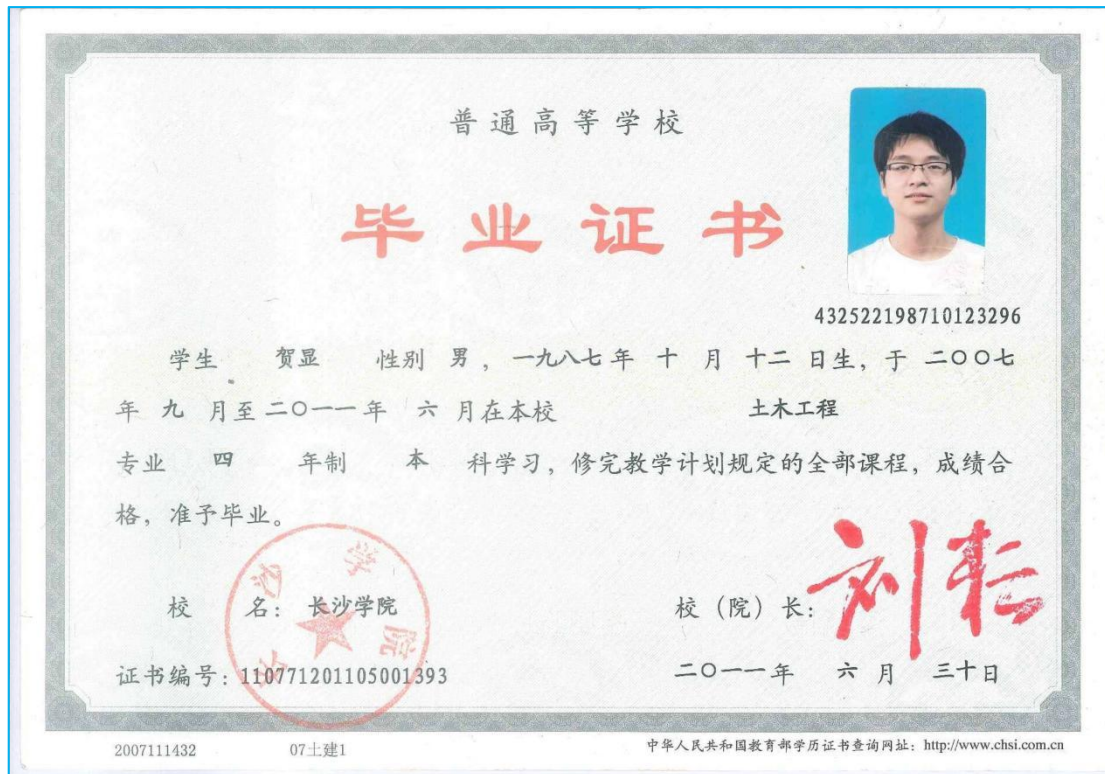 普通高等学校
毕业证书
432522198710123296
学生 贺显 性别 男，一九八七年 十 月 十二 日生，于 二〇〇七
年 九 月至二〇一一年 六 月在本校 土木工程
专业 四 年制 本 科学习，修完教学计划规定的全部课程，成绩合
格，准予毕业。
校 名：长沙学院
校（院）长：
证书编号：110771201105001393
二〇一一年 六 月 三十日
长沙学院
2007111432 07土建1 中华人民共和国教育部学历证书查询网址：http://www.chsi.com.cn